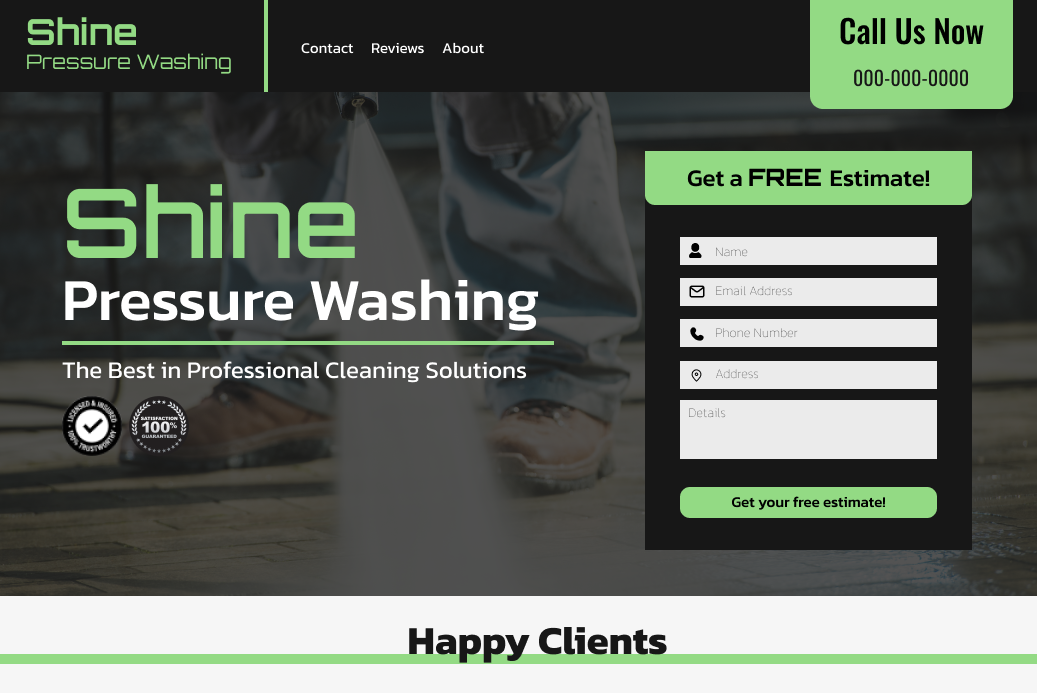 Shine
Pressure Washing
Contact Reviews About
Call Us Now
000-000-0000
Shine
Pressure Washing
The Best in Professional Cleaning Solutions
LICENSED & INSURED
100% TRUSTWORTHY
SATISFACTION
100%
GUARANTEED
Get a FREE Estimate!
Name
Email Address
Phone Number
Address
Details
Get your free estimate!
Happy Clients